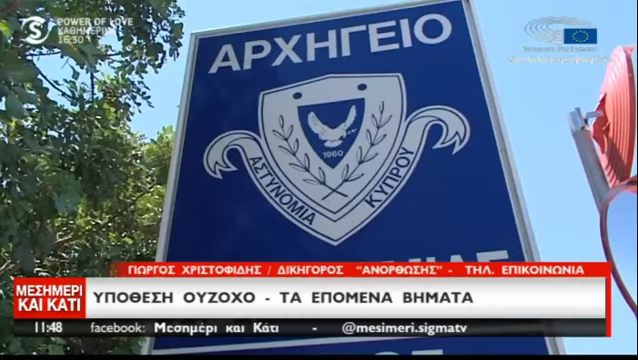 POWER OF LOVE
ΚΑΘΗΜΕΡΙΝ
16:30
ΑΡΧΗΓΕΙΟ
1960
ΑΣΤΥΝΟΜΙΑ ΚΥΠΡΟΥ
ΓΙΩΡΓΟΣ ΧΡΙΣΤΟΦΙΔΗΣ / ΔΙΚΗΓΟΡΟΣ "ΑΝΟΡΘΩΣΗΣ" - ΤΗΛ. ΕΠΙΚΟΙΝΩΝΙΑ
ΜΕΣΗΜΕΡΙ
ΚΑΙ ΚΑΤΙ
ΥΠΟΘΕΣΗ ΟΥΖΟΧΟ - ΤΑ ΕΠΟΜΕΝΑ ΒΗΜΑΤΑ
11:48 facebook: Μεσημέρι και Κάτι - @mesimeri.sigmatv